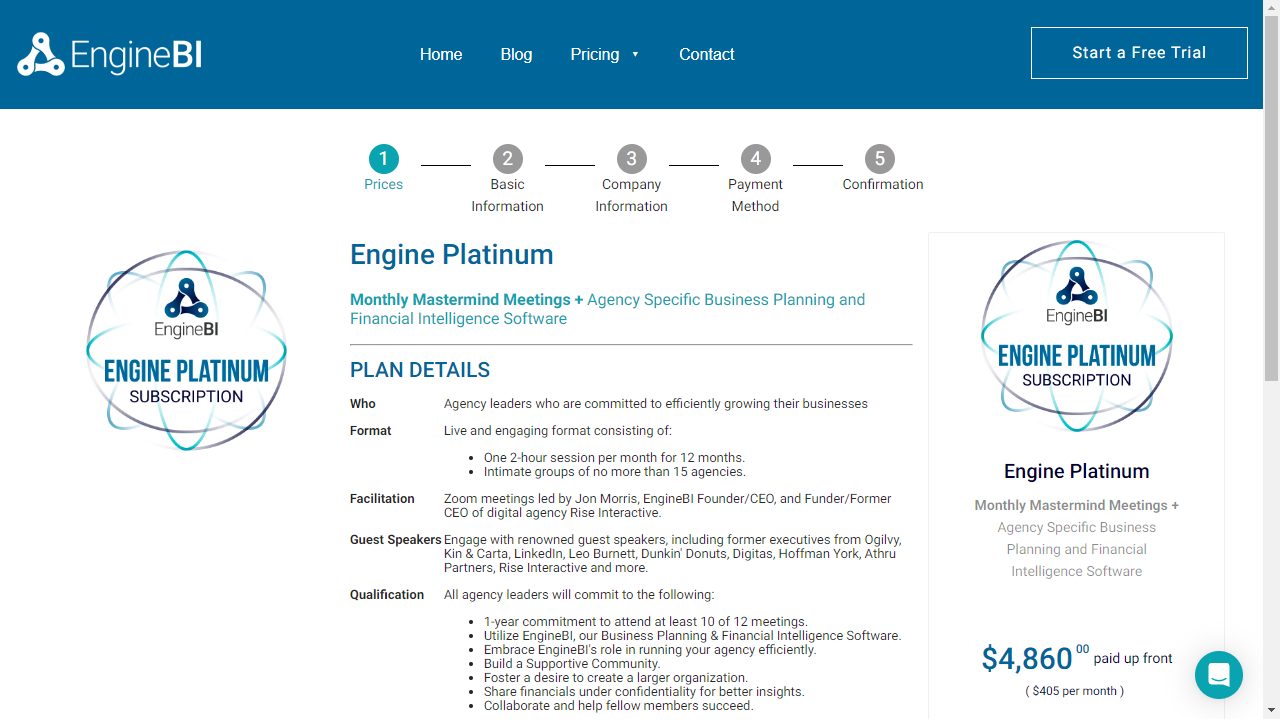 EngineBI
Home
Blog
Pricing
Contact
Start a Free Trial
1
Prices
2
Basic
Information
3
Company
Information
4
Payment
Method
5
Confirmation
EngineBI
ENGINE PLATINUM
SUBSCRIPTION
Engine Platinum
Monthly Mastermind Meetings + Agency Specific Business Planning and
Financial Intelligence Software
PLAN DETAILS
Who Agency leaders who are committed to efficiently growing their businesses
Format Live and engaging format consisting of:
• One 2-hour session per month for 12 months.
• Intimate groups of no more than 15 agencies.
Facilitation Zoom meetings led by Jon Morris, EngineBI Founder/CEO, and Funder/Former
CEO of digital agency Rise Interactive.
Guest Speakers Engage with renowned guest speakers, including former executives from Ogilvy,
Kin & Carta, LinkedIn, Leo Burnett, Dunkin' Donuts, Digitas, Hoffman York, Athru
Partners, Rise Interactive and more.
Qualification All agency leaders will commit to the following:
• 1-year commitment to attend at least 10 of 12 meetings.
• Utilize EngineBI, our Business Planning & Financial Intelligence Software.
• Embrace EngineBI's role in running your agency efficiently.
• Build a Supportive Community.
• Foster a desire to create a larger organization.
• Share financials under confidentiality for better insights.
• Collaborate and help fellow members succeed.
EngineBI
ENGINE PLATINUM
SUBSCRIPTION
Engine Platinum
Monthly Mastermind Meetings +
Agency Specific Business
Planning and Financial
Intelligence Software
$4,860 00 paid up front
( $405 per month )